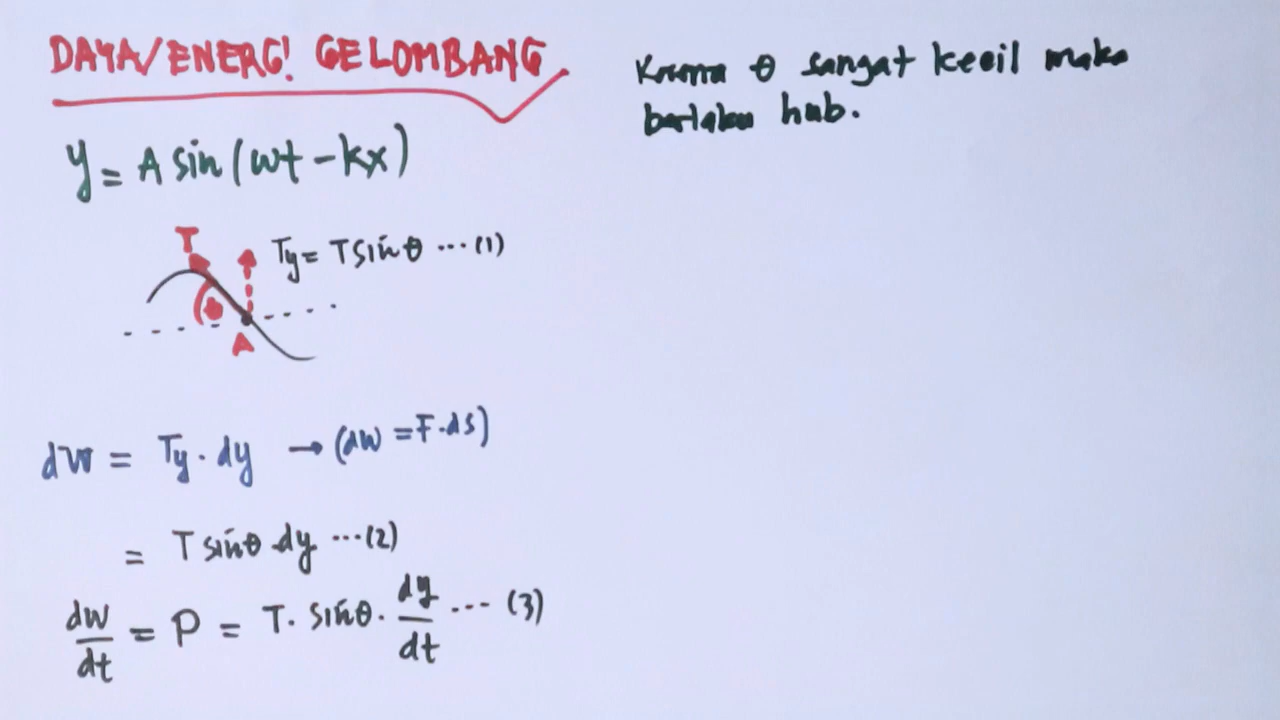 DAYA/ENERGI GELOMBANG
y = A sin (ωt - kx)
T
Ty = T sin θ ... (1)
θ
A
dW = Ty . dy → (dW = F . ds)
= T sin θ dy ... (2)
dW/dt = P = T . sin θ . dy/dt ... (3)
Karena θ sangat kecil maka
berlaku hub.